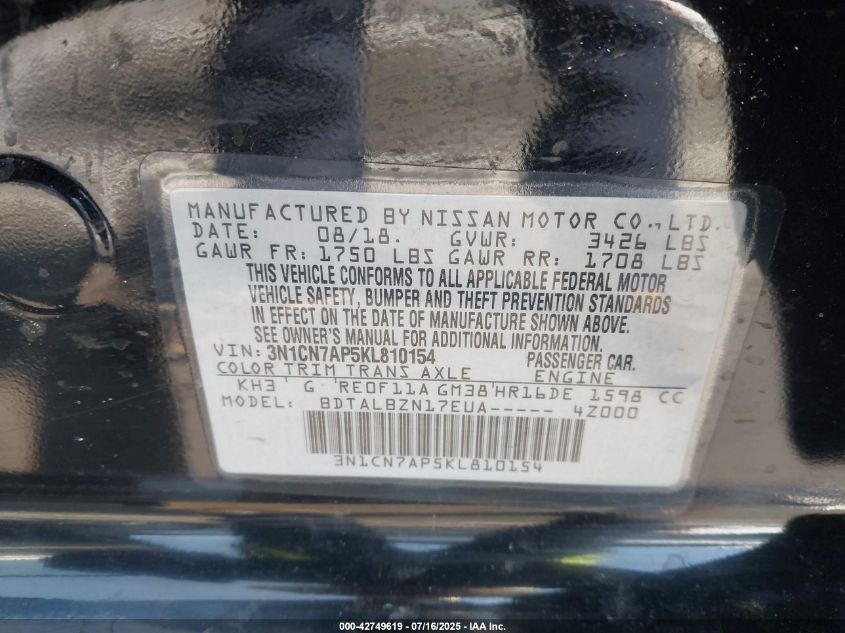 MANUFACTURED BY NISSAN MOTOR CO., LTD.
DATE: 08/18. GVWR: 3426 LBS
GAWR FR: 1750 LBS GAWR RR: 1708 LBS
THIS VEHICLE CONFORMS TO ALL APPLICABLE FEDERAL MOTOR
VEHICLE SAFETY, BUMPER AND THEFT PREVENTION STANDARDS
IN EFFECT ON THE DATE OF MANUFACTURE SHOWN ABOVE.
SEE OWNER'S MANUAL FOR ADDITIONAL INFORMATION.
VIN: 3N1CN7AP5KL810154 PASSENGER CAR.
COLOR TRIM TRANS AXLE ENGINE
KH3 ' G 'RE0F11A GM38'HR16DE 1598 CC
MODEL: BDTALBZN17EUA----- 4Z000
3N1CN7AP5KL810154
000-42749619 - 07/16/2025 - IAA Inc.